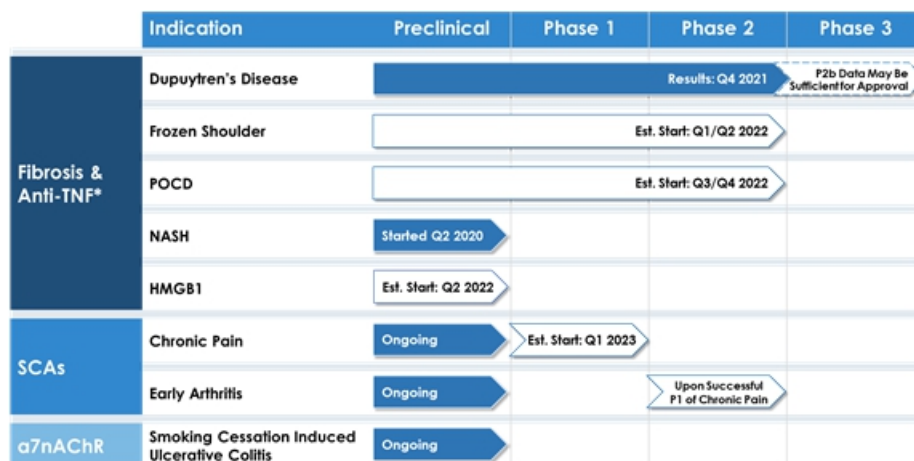 Indication Preclinical Phase 1 Phase 2 Phase 3
Fibrosis &
Anti-TNF*
Dupuytren's Disease
Results: Q4 2021
P2b Data May Be
Sufficient for Approval
Frozen Shoulder
Est. Start: Q1/Q2 2022
POCD
Est. Start: Q3/Q4 2022
NASH
Started Q2 2020
HMGB1
Est. Start: Q2 2022
SCAs
Chronic Pain
Ongoing
Est. Start: Q1 2023
Early Arthritis
Ongoing
Upon Successful
P1 of Chronic Pain
a7nAChR
Smoking Cessation Induced
Ulcerative Colitis
Ongoing